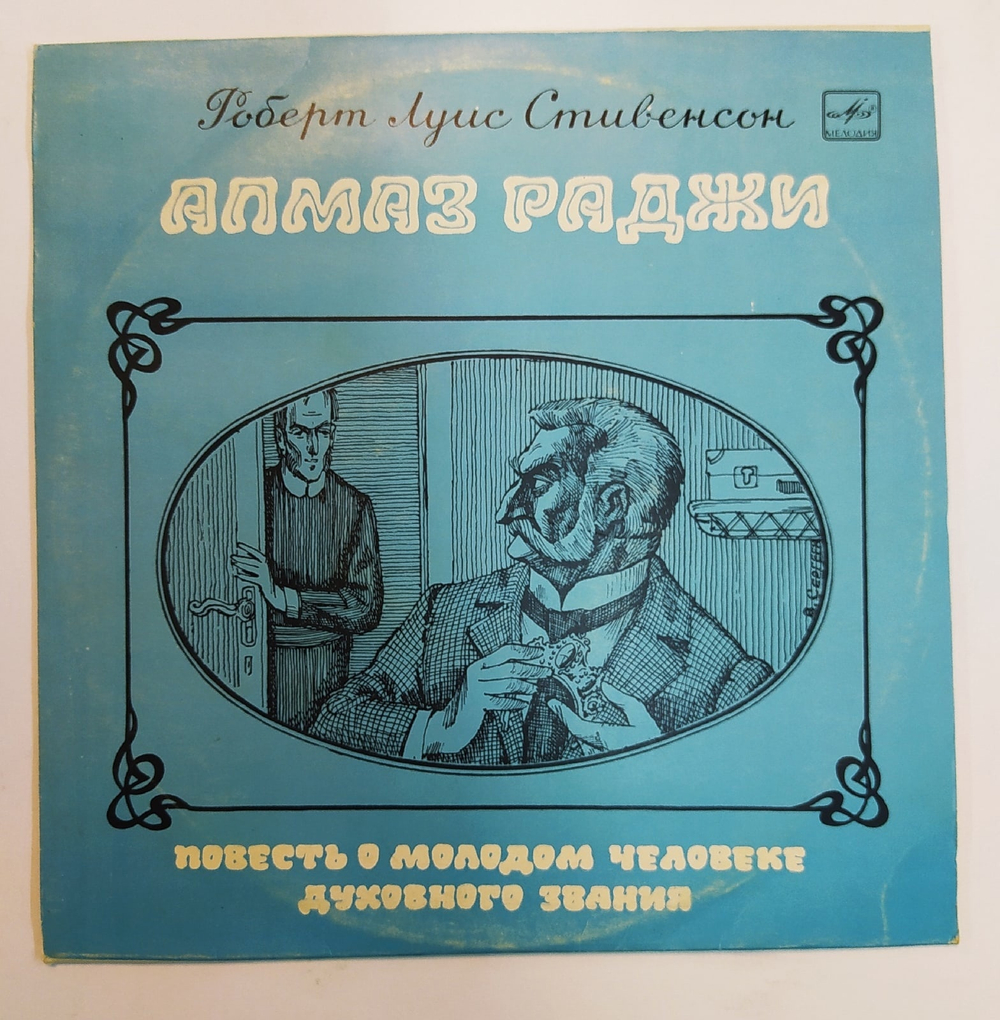 Роберт Луис Стивенсон
МЕЛОДИЯ
АЛМАЗ РАДЖИ
ПОВЕСТЬ О МОЛОДОМ ЧЕЛОВЕКЕ
ДУХОВНОГО ЗВАНИЯ